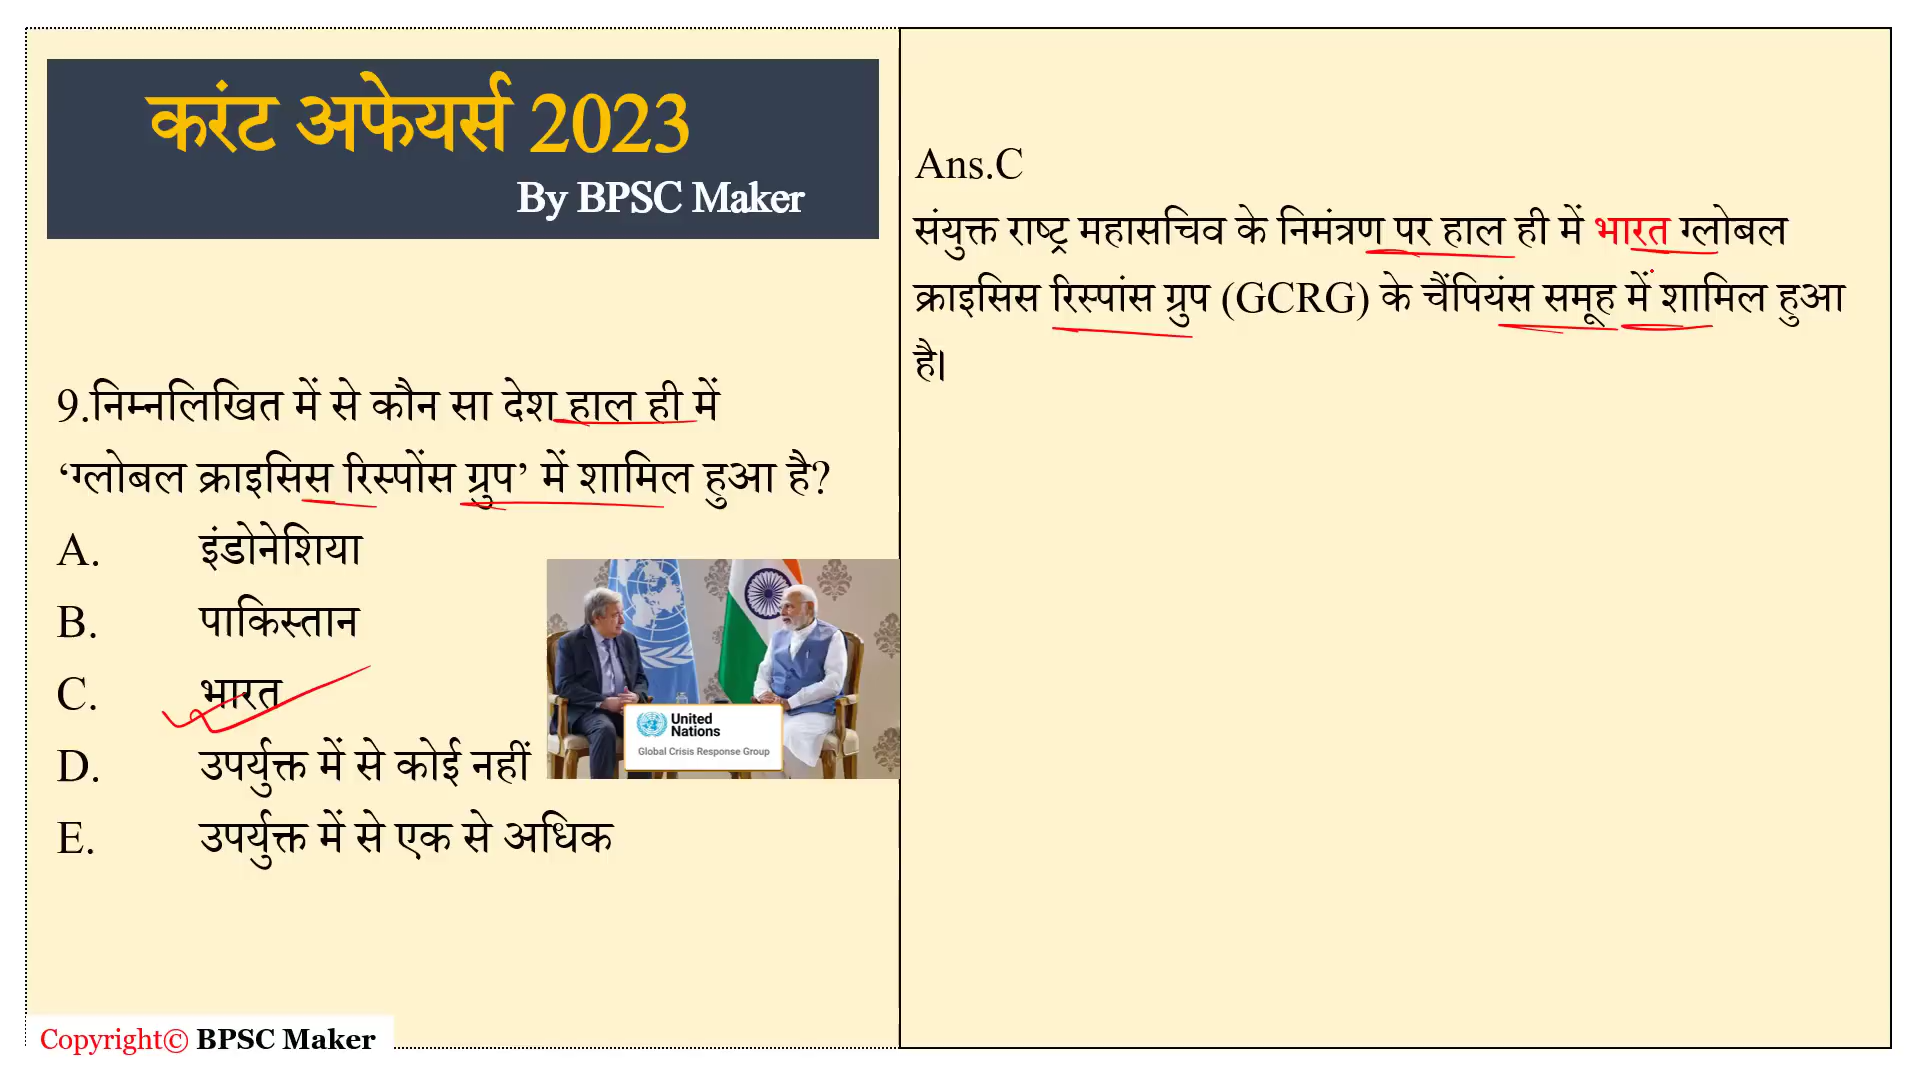 करंट अफेयर्स 2023
By BPSC Maker
9.निम्नलिखित में से कौन सा देश हाल ही में
‘ग्लोबल क्राइसिस रिस्पोंस ग्रुप’ में शामिल हुआ है?
A. इंडोनेशिया
B. पाकिस्तान
C. भारत
D. उपर्युक्त में से कोई नहीं
E. उपर्युक्त में से एक से अधिक
United
Nations
Global Crisis Response Group
Copyright© BPSC Maker
Ans.C
संयुक्त राष्ट्र महासचिव के निमंत्रण पर हाल ही में भारत ग्लोबल
क्राइसिस रिस्पांस ग्रुप (GCRG) के चैंपियंस समूह में शामिल हुआ
है।